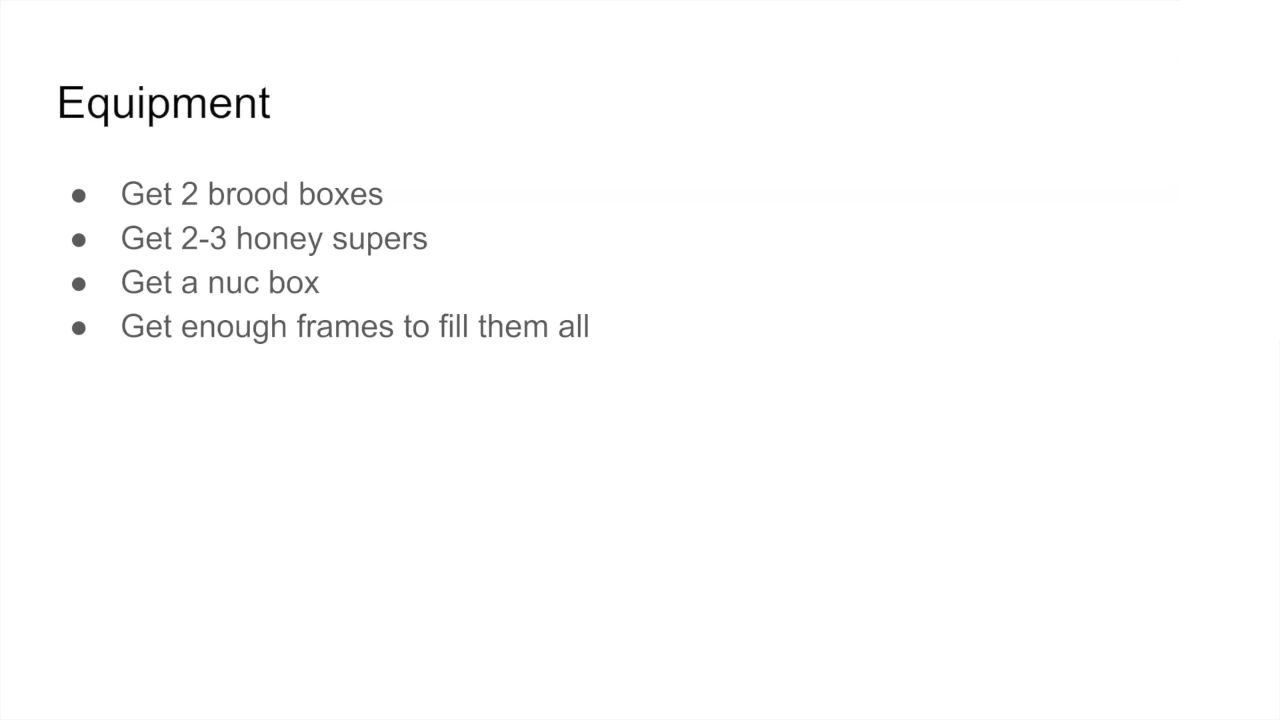 Equipment
● Get 2 brood boxes
● Get 2-3 honey supers
● Get a nuc box
● Get enough frames to fill them all